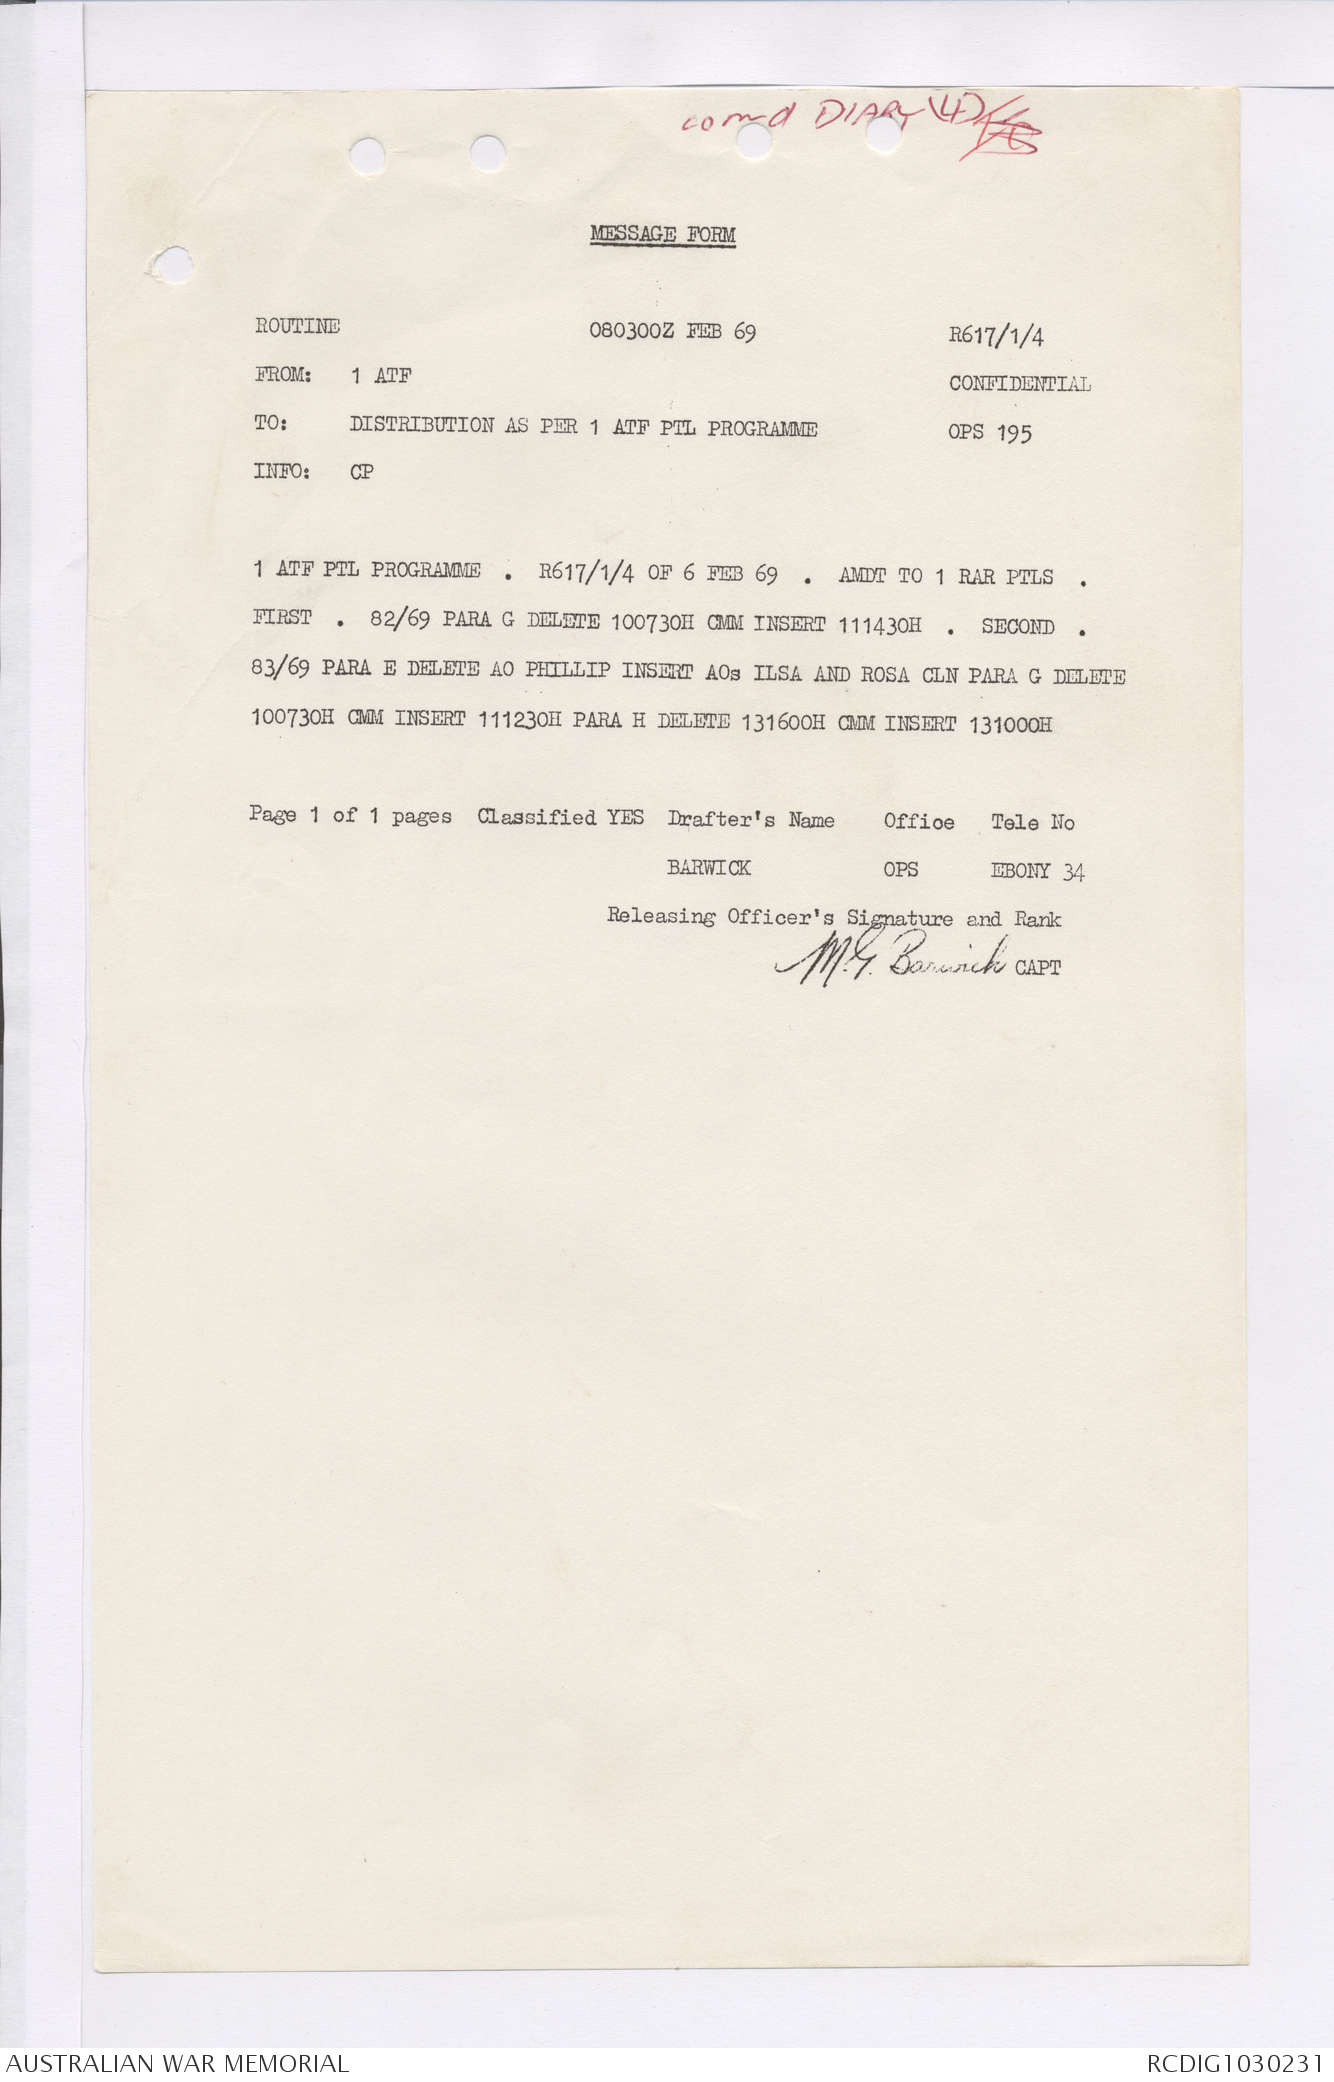 comd DIARY (4)
MESSAGE FORM
ROUTINE 080300Z FEB 69 R617/1/4
FROM: 1 ATF CONFIDENTIAL
TO: DISTRIBUTION AS PER 1 ATF PTL PROGRAMME OPS 195
INFO: CP
1 ATF PTL PROGRAMME . R617/1/4 OF 6 FEB 69 . AMDT TO 1 RAR PTLS .
FIRST . 82/69 PARA G DELETE 100730H CMM INSERT 111430H . SECOND .
83/69 PARA E DELETE AO PHILLIP INSERT AOs ILSA AND ROSA CLN PARA G DELETE
100730H CMM INSERT 111230H PARA H DELETE 131600H CMM INSERT 131000H
Page 1 of 1 pages Classified YES Drafter's Name Office Tele No
BARWICK OPS EBONY 34
Releasing Officer's Signature and Rank
M.G. Barwick CAPT
AUSTRALIAN WAR MEMORIAL RCDIG1030231